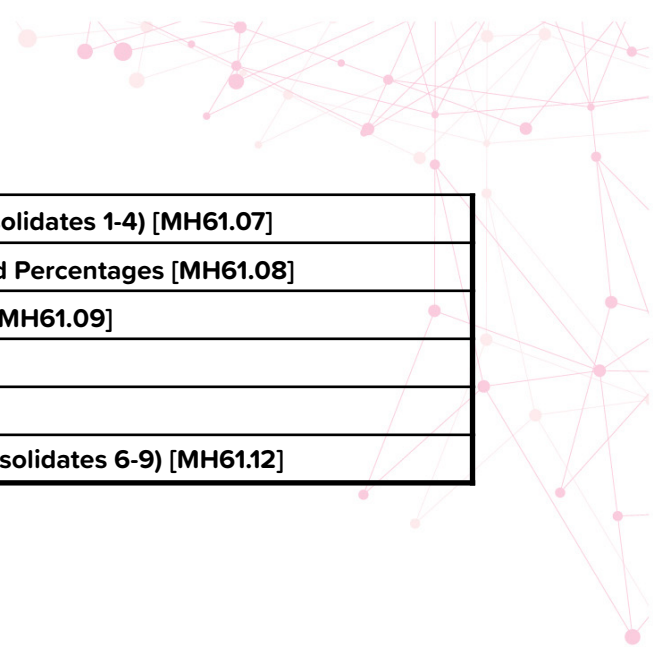 olidates 1-4) [MH61.07]
d Percentages [MH61.08]
MH61.09]
solidates 6-9) [MH61.12]